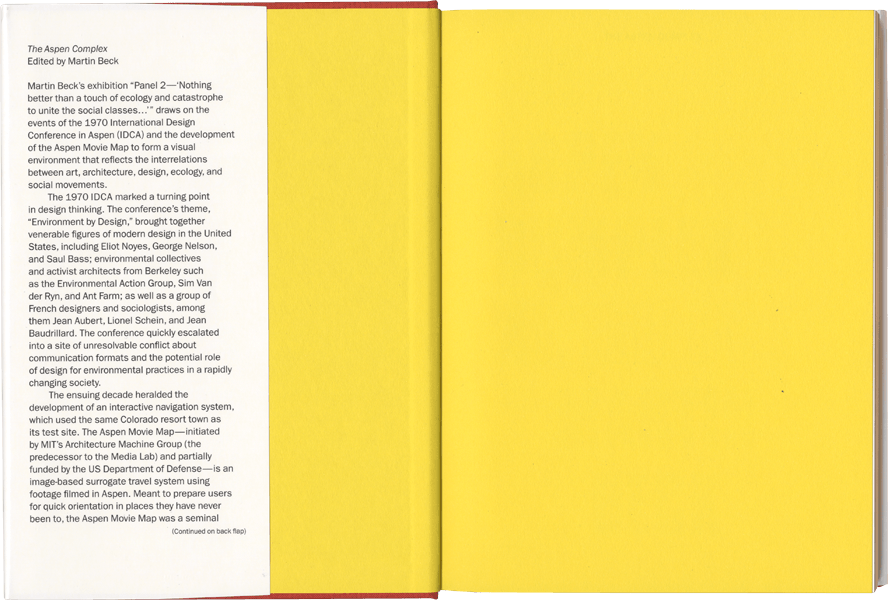 The Aspen Complex
Edited by Martin Beck
Martin Beck's exhibition “Panel 2—‘Nothing
better than a touch of ecology and catastrophe
to unite the social classes…’” draws on the
events of the 1970 International Design
Conference in Aspen (IDCA) and the development
of the Aspen Movie Map to form a visual
environment that reflects the interrelations
between art, architecture, design, ecology, and
social movements.
The 1970 IDCA marked a turning point
in design thinking. The conference's theme,
“Environment by Design,” brought together
venerable figures of modern design in the United
States, including Eliot Noyes, George Nelson,
and Saul Bass; environmental collectives
and activist architects from Berkeley such
as the Environmental Action Group, Sim Van
der Ryn, and Ant Farm; as well as a group of
French designers and sociologists, among
them Jean Aubert, Lionel Schein, and Jean
Baudrillard. The conference quickly escalated
into a site of unresolvable conflict about
communication formats and the potential role
of design for environmental practices in a rapidly
changing society.
The ensuing decade heralded the
development of an interactive navigation system,
which used the same Colorado resort town as
its test site. The Aspen Movie Map—initiated
by MIT's Architecture Machine Group (the
predecessor to the Media Lab) and partially
funded by the US Department of Defense—is an
image-based surrogate travel system using
footage filmed in Aspen. Meant to prepare users
for quick orientation in places they have never
been to, the Aspen Movie Map was a seminal
(Continued on back flap)